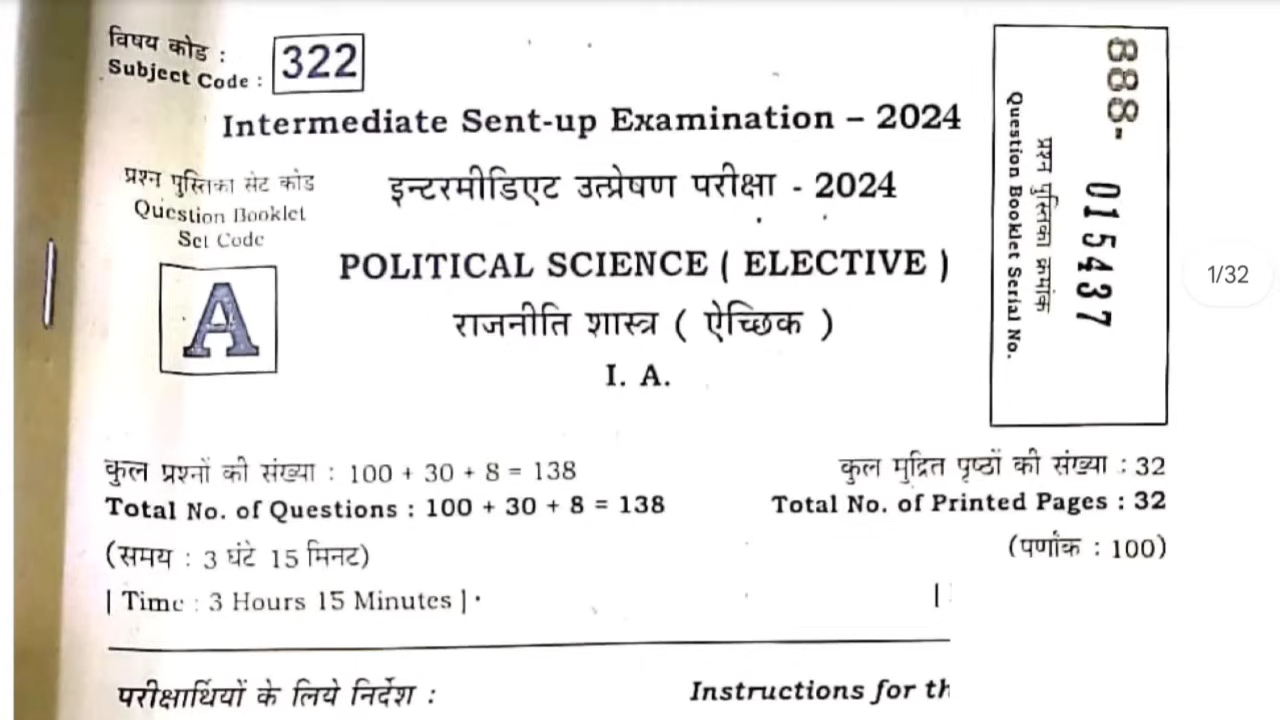 विषय कोड :
Subject Code :
322
Intermediate Sent-up Examination – 2024
प्रश्न पुस्तिका सेट कोड
Question Booklet
Set Code
A
इन्टरमीडिएट उत्प्रेषण परीक्षा - 2024
POLITICAL SCIENCE ( ELECTIVE )
राजनीति शास्त्र ( ऐच्छिक )
I. A.
888-
015437
प्रश्न पुस्तिका क्रमांक
Question Booklet Serial No.
1/32
कुल प्रश्नों की संख्या : 100 + 30 + 8 = 138
Total No. of Questions : 100 + 30 + 8 = 138
(समय : 3 घंटे 15 मिनट)
| Time : 3 Hours 15 Minutes |
कुल मुद्रित पृष्ठों की संख्या : 32
Total No. of Printed Pages : 32
(पर्णांक : 100)
परीक्षार्थियों के लिये निर्देश :
Instructions for th